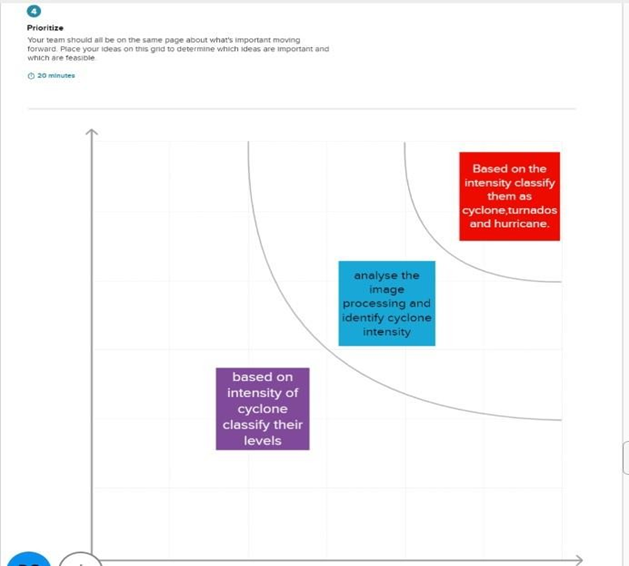 4
Prioritize
Your team should all be on the same page about what's important moving
forward. Place your ideas on this grid to determine which ideas are important and
which are feasible.
20 minutes
Based on the
intensity classify
them as
cyclone,turnados
and hurricane.
analyse the
image
processing and
identify cyclone
intensity
based on
intensity of
cyclone
classify their
levels